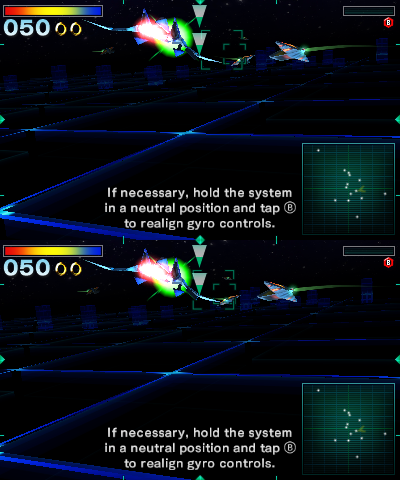 050
B
If necessary, hold the system
in a neutral position and tap Ⓑ
to realign gyro controls.
050
B
If necessary, hold the system
in a neutral position and tap Ⓑ
to realign gyro controls.